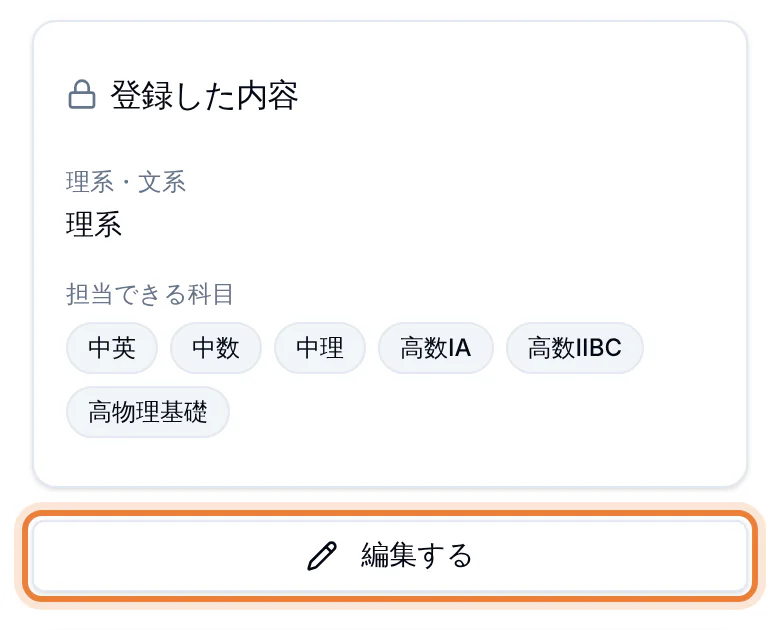 登録した内容
理系・文系
理系
担当できる科目
中英 中数 中理 高数IA 高数IIBC
高物理基礎
編集する